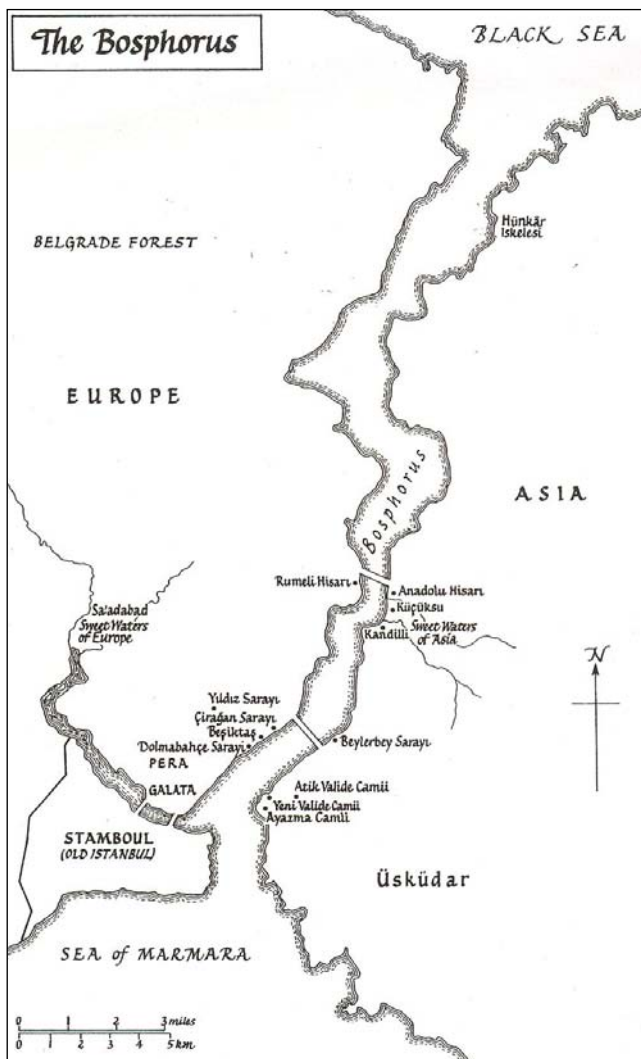 The Bosphorus
BLACK SEA
Hünkâr
Iskelesi
BELGRADE FOREST
EUROPE
Bosphorus
ASIA
Rumeli Hisarı
Anadolu Hisarı
Küçüksu
Sa'adabad
Sweet Waters
of Europe
Sweet Waters
of Asia
Kandilli
N
Yıldız Sarayı
Çirağan Sarayı
Beşiktaş
Dolmabahçe Sarayi
Beylerbey Sarayı
PERA
GALATA
Atik Valide Camii
Yeni Valide Camii
Ayazma Camii
STAMBOUL
(OLD ISTANBUL)
Üsküdar
SEA of MARMARA
0 1 2 3 miles
0 1 2 3 4 5 km